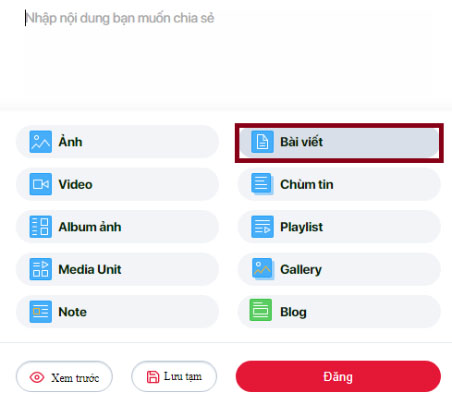 Nhập nội dung bạn muốn chia sẻ
Ảnh
Bài viết
Video
Chùm tin
Album ảnh
Playlist
Media Unit
Gallery
Note
Blog
Xem trước
Lưu tạm
Đăng